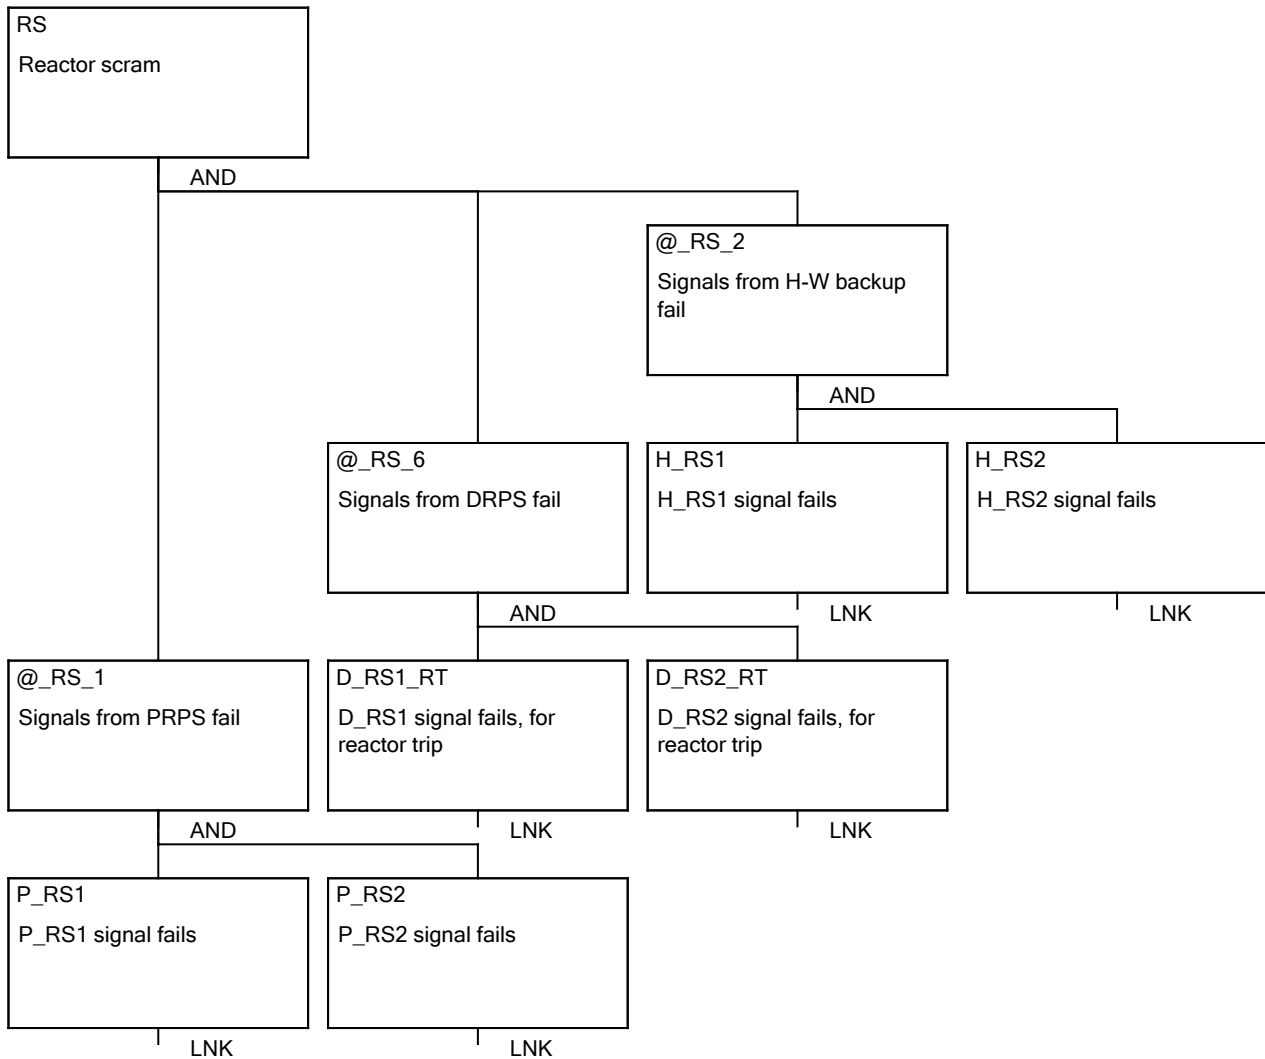 RS
Reactor scram
AND
@_RS_2
Signals from H-W backup
fail
AND
@_RS_6
Signals from DRPS fail
H_RS1
H_RS1 signal fails
H_RS2
H_RS2 signal fails
AND
LNK
LNK
@_RS_1
Signals from PRPS fail
D_RS1_RT
D_RS1 signal fails, for
reactor trip
D_RS2_RT
D_RS2 signal fails, for
reactor trip
AND
LNK
LNK
P_RS1
P_RS1 signal fails
P_RS2
P_RS2 signal fails
LNK
LNK